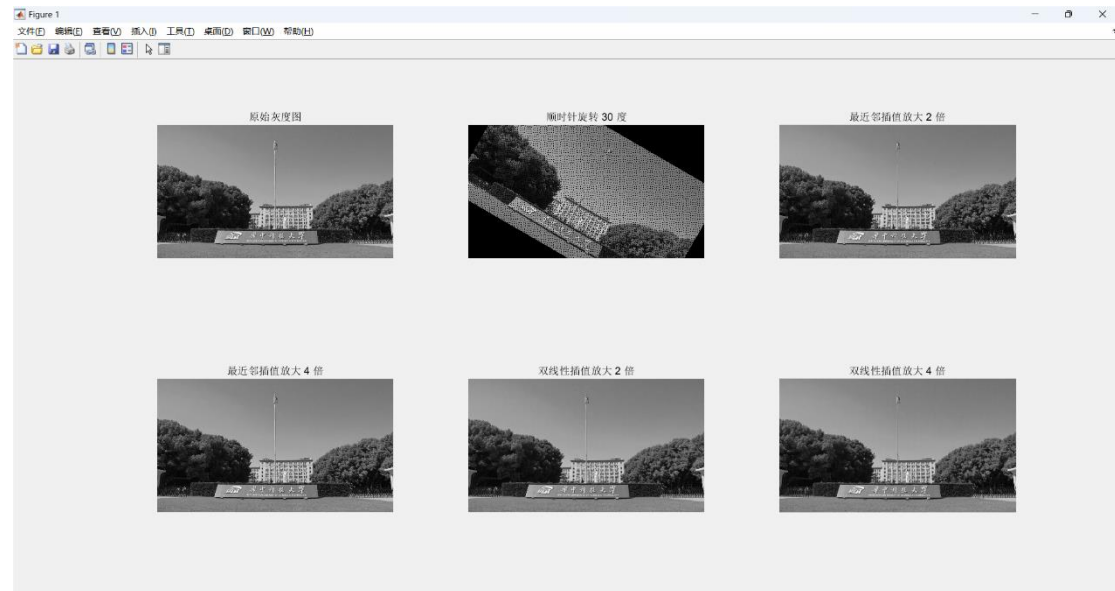 Figure 1
文件(F) 编辑(E) 查看(V) 插入(I) 工具(T) 桌面(D) 窗口(W) 帮助(H)
原始灰度图
顺时针旋转 30 度
最近邻插值放大 2 倍
最近邻插值放大 4 倍
双线性插值放大 2 倍
双线性插值放大 4 倍